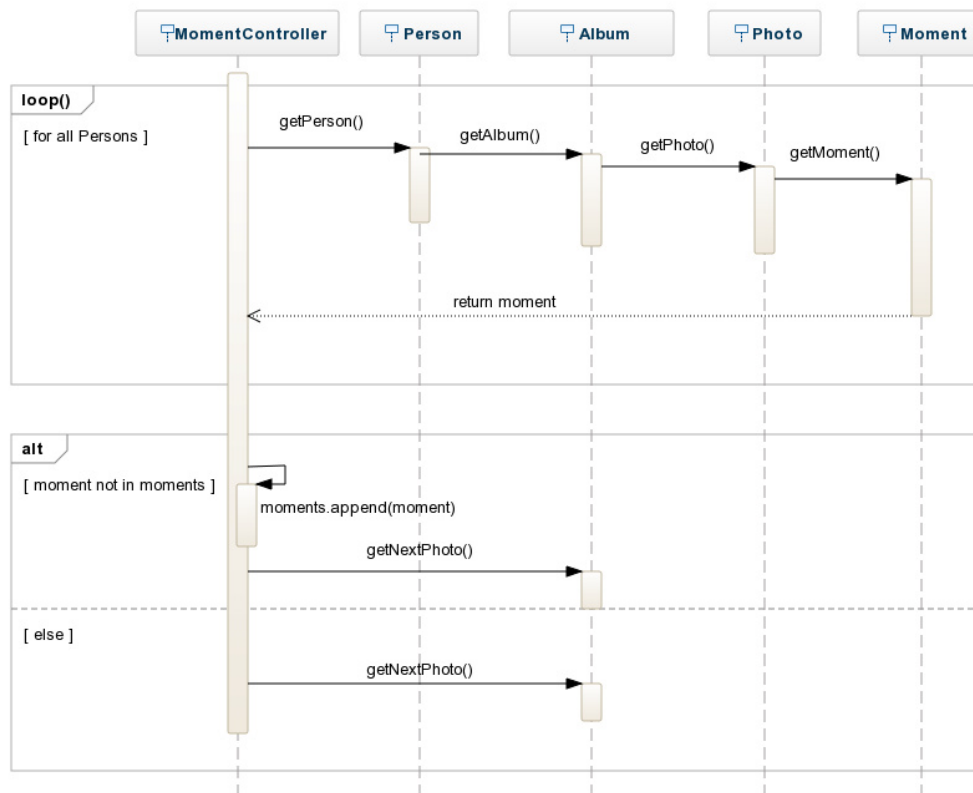 MomentController
Person
Album
Photo
Moment
loop()
[ for all Persons ]
getPerson()
getAlbum()
getPhoto()
getMoment()
return moment
alt
[ moment not in moments ]
moments.append(moment)
getNextPhoto()
[ else ]
getNextPhoto()